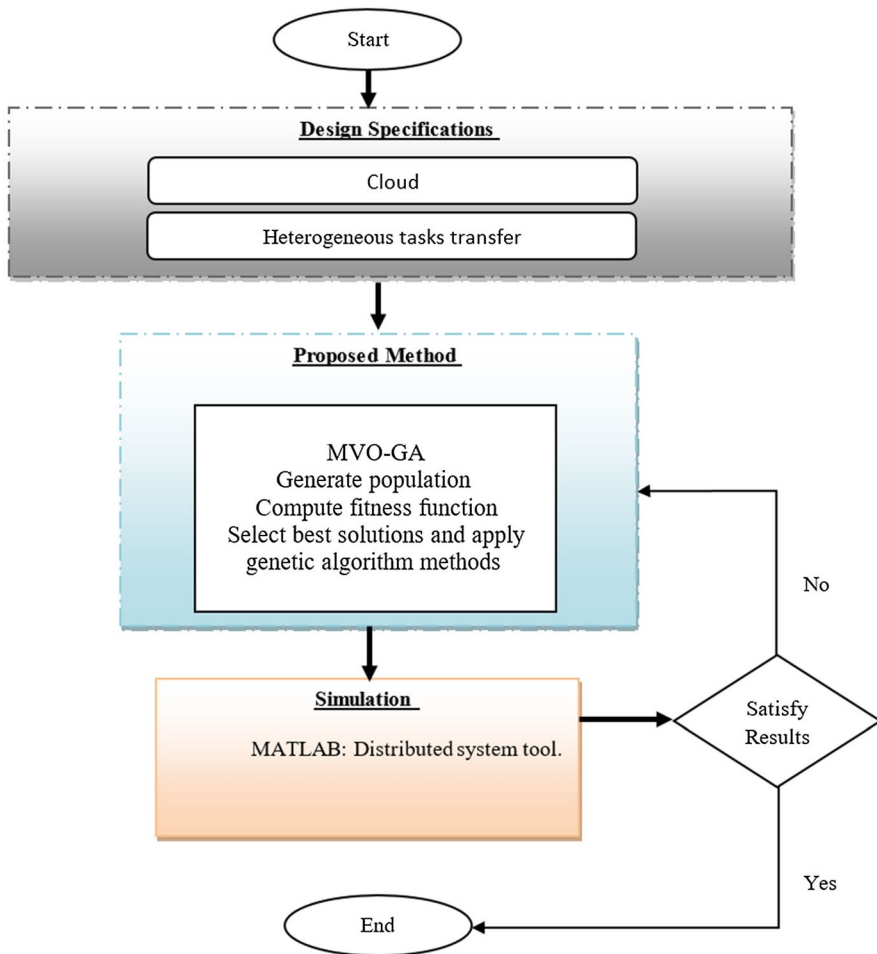 Start
Design Specifications
Cloud
Heterogeneous tasks transfer
Proposed Method
MVO-GA
Generate population
Compute fitness function
Select best solutions and apply
genetic algorithm methods
No
Simulation
MATLAB: Distributed system tool.
Satisfy
Results
Yes
End